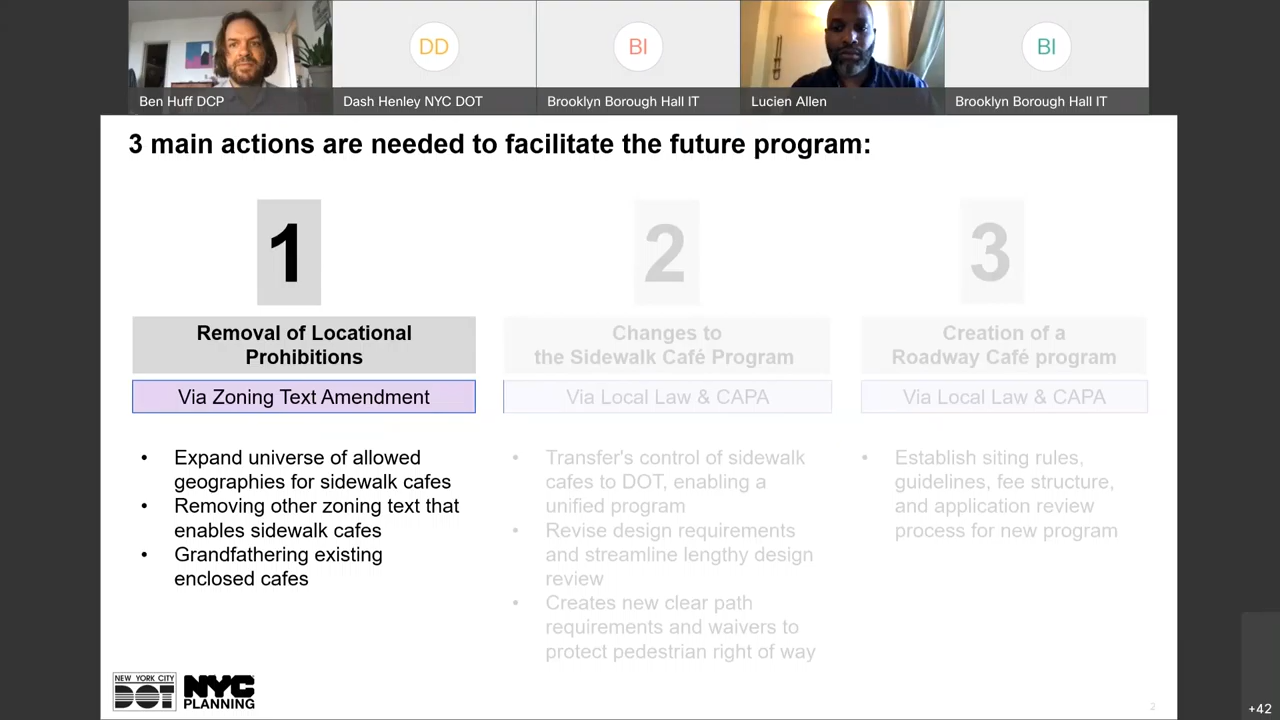 DD
BI
BI
Ben Huff DCP
Dash Henley NYC DOT
Brooklyn Borough Hall IT
Lucien Allen
Brooklyn Borough Hall IT
3 main actions are needed to facilitate the future program:
1
Removal of Locational
Prohibitions
Via Zoning Text Amendment
• Expand universe of allowed
geographies for sidewalk cafes
• Removing other zoning text that
enables sidewalk cafes
• Grandfathering existing
enclosed cafes
2
Changes to
the Sidewalk Café Program
Via Local Law & CAPA
• Transfer's control of sidewalk
cafes to DOT, enabling a
unified program
• Revise design requirements
and streamline lengthy design
review
• Creates new clear path
requirements and waivers to
protect pedestrian right of way
3
Creation of a
Roadway Café program
Via Local Law & CAPA
• Establish siting rules,
guidelines, fee structure,
and application review
process for new program
NEW YORK CITY
DOT
NYC
PLANNING
2
+42